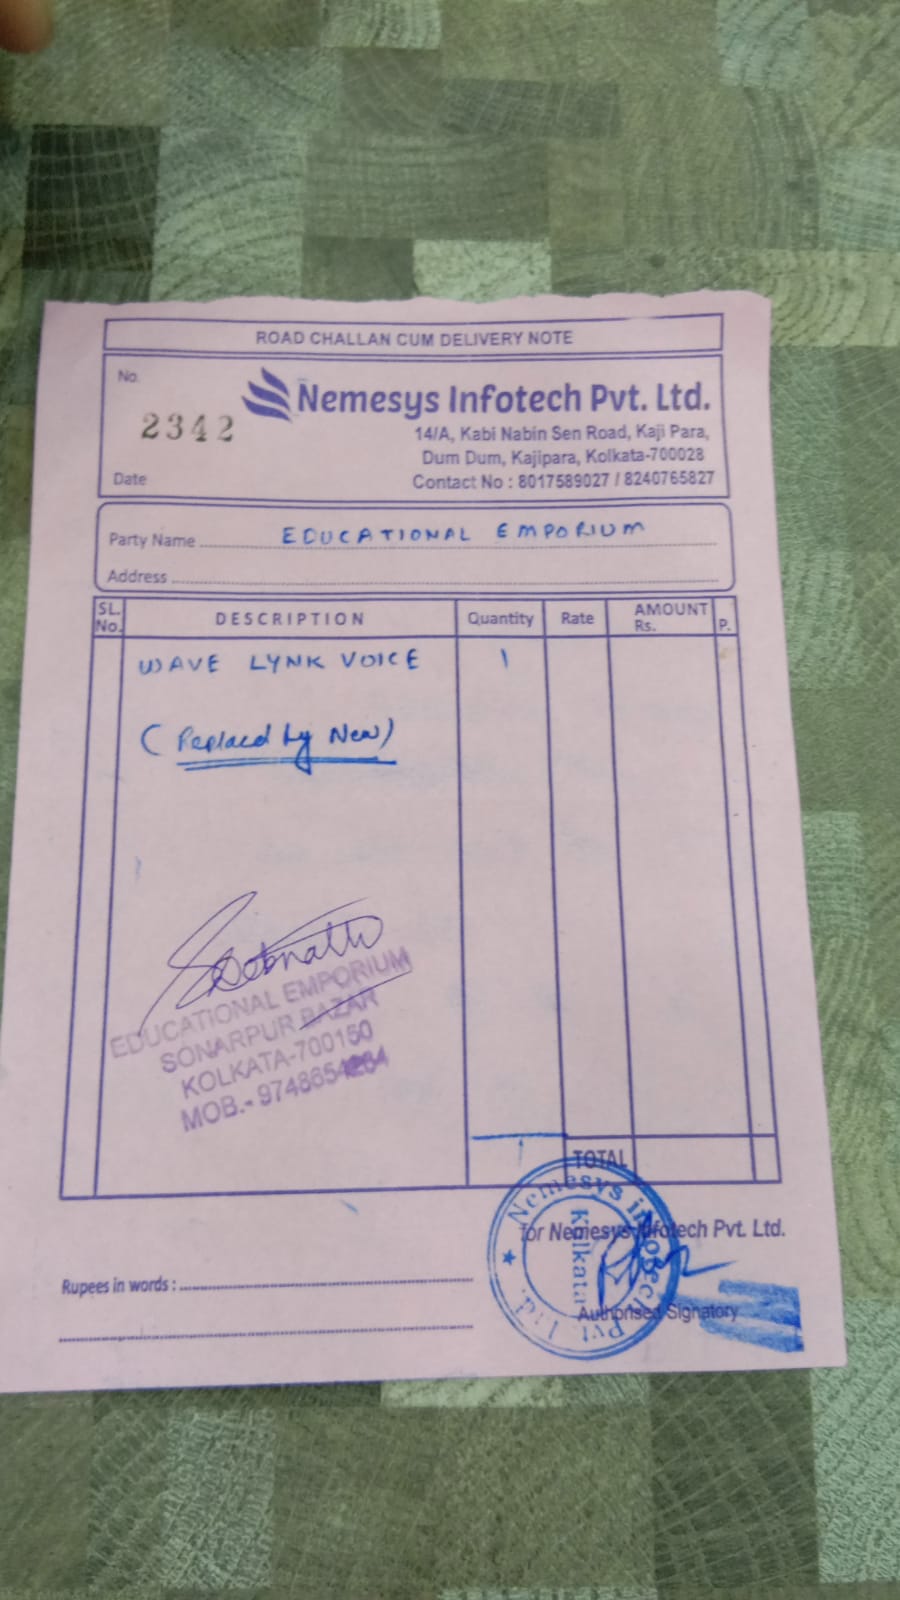 ROAD CHALLAN CUM DELIVERY NOTE
No.
Nemesys Infotech Pvt. Ltd.
2342
14/A, Kabi Nabin Sen Road, Kaji Para,
Dum Dum, Kajipara, Kolkata-700028
Date
Contact No : 8017589027 / 8240765827
Party Name EDUCATIONAL EMPORIUM
Address
SL. No. DESCRIPTION Quantity Rate AMOUNT Rs. P.
WAVE LYNK VOICE 1
(Replaced by New)
EDUCATIONAL EMPORIUM
SONARPUR BAZAR
KOLKATA-700150
MOB.-
1
TOTAL
Nemesys Infotech Pvt. Ltd.
Kolkata
for Nemesys Infotech Pvt. Ltd.
Rupees in words :
Authorised Signatory